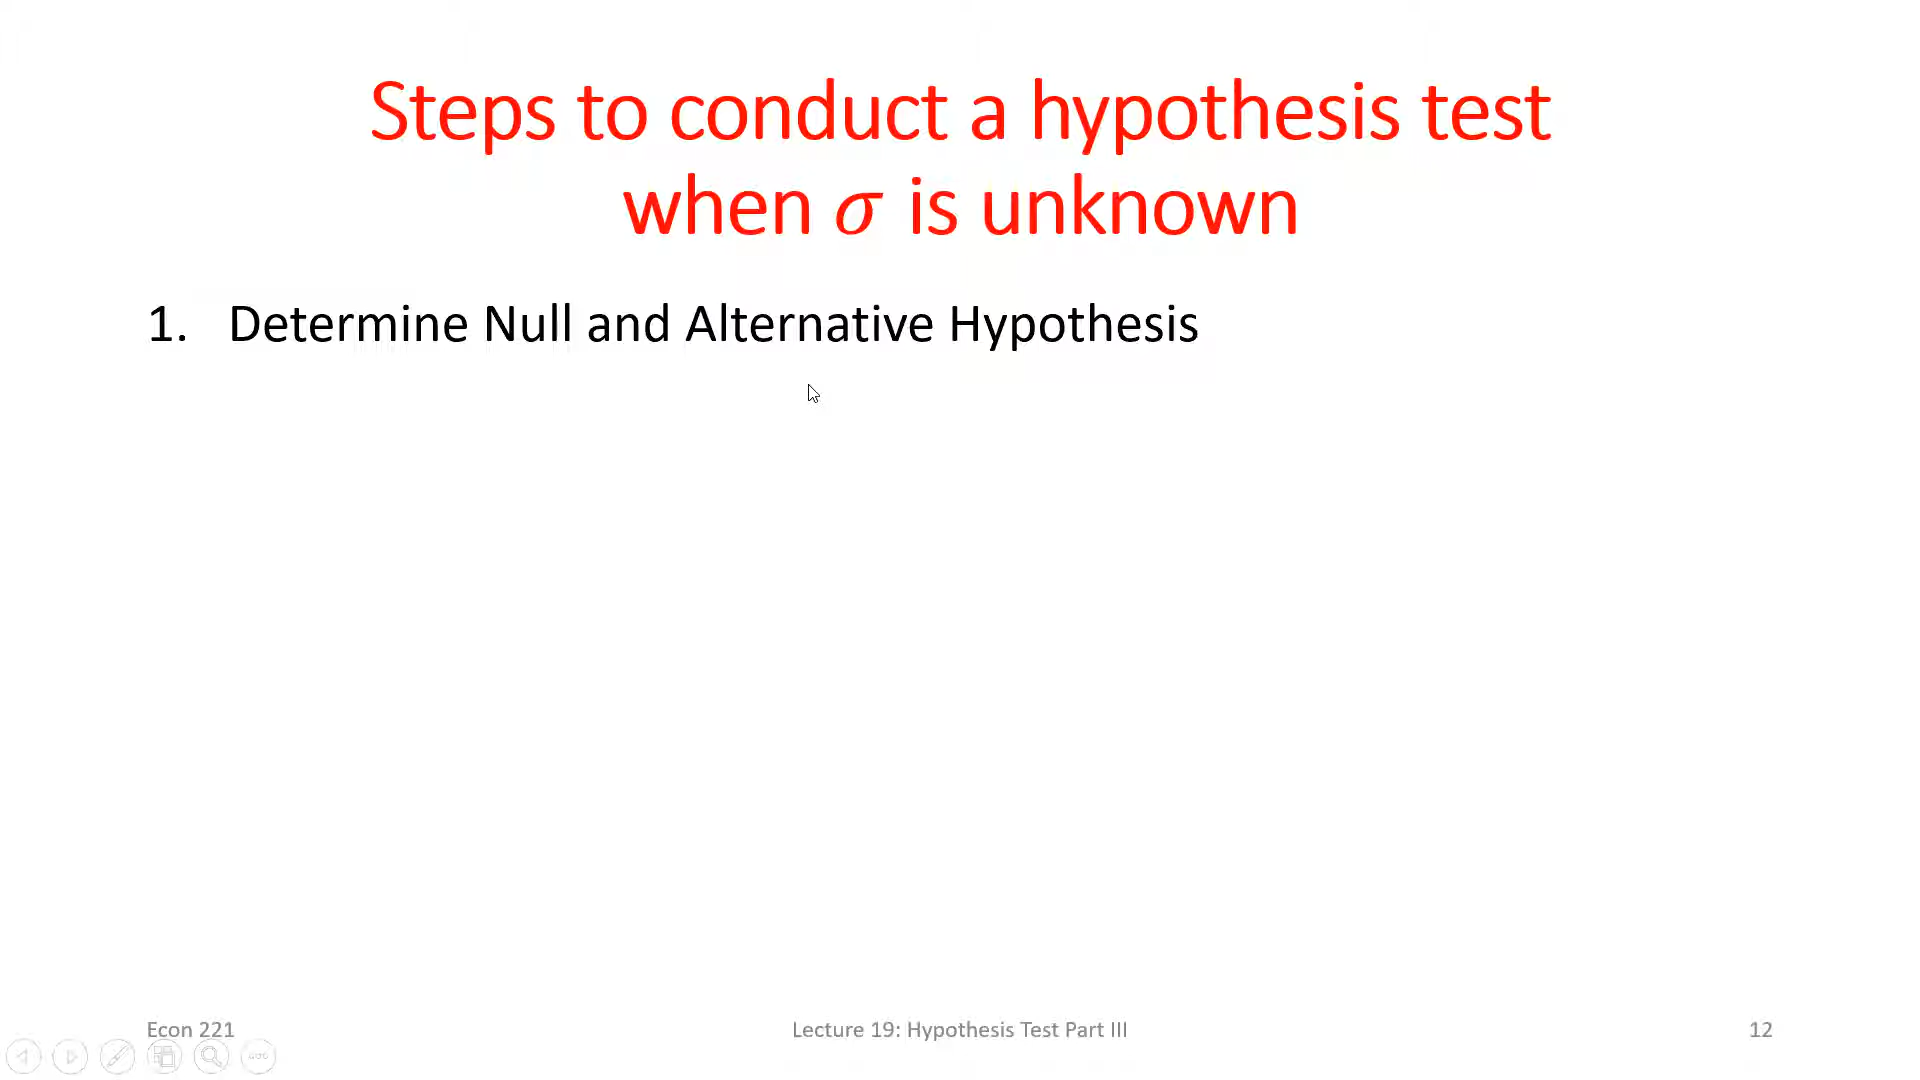 Steps to conduct a hypothesis test
when σ is unknown
1. Determine Null and Alternative Hypothesis
Econ 221
Lecture 19: Hypothesis Test Part III
12